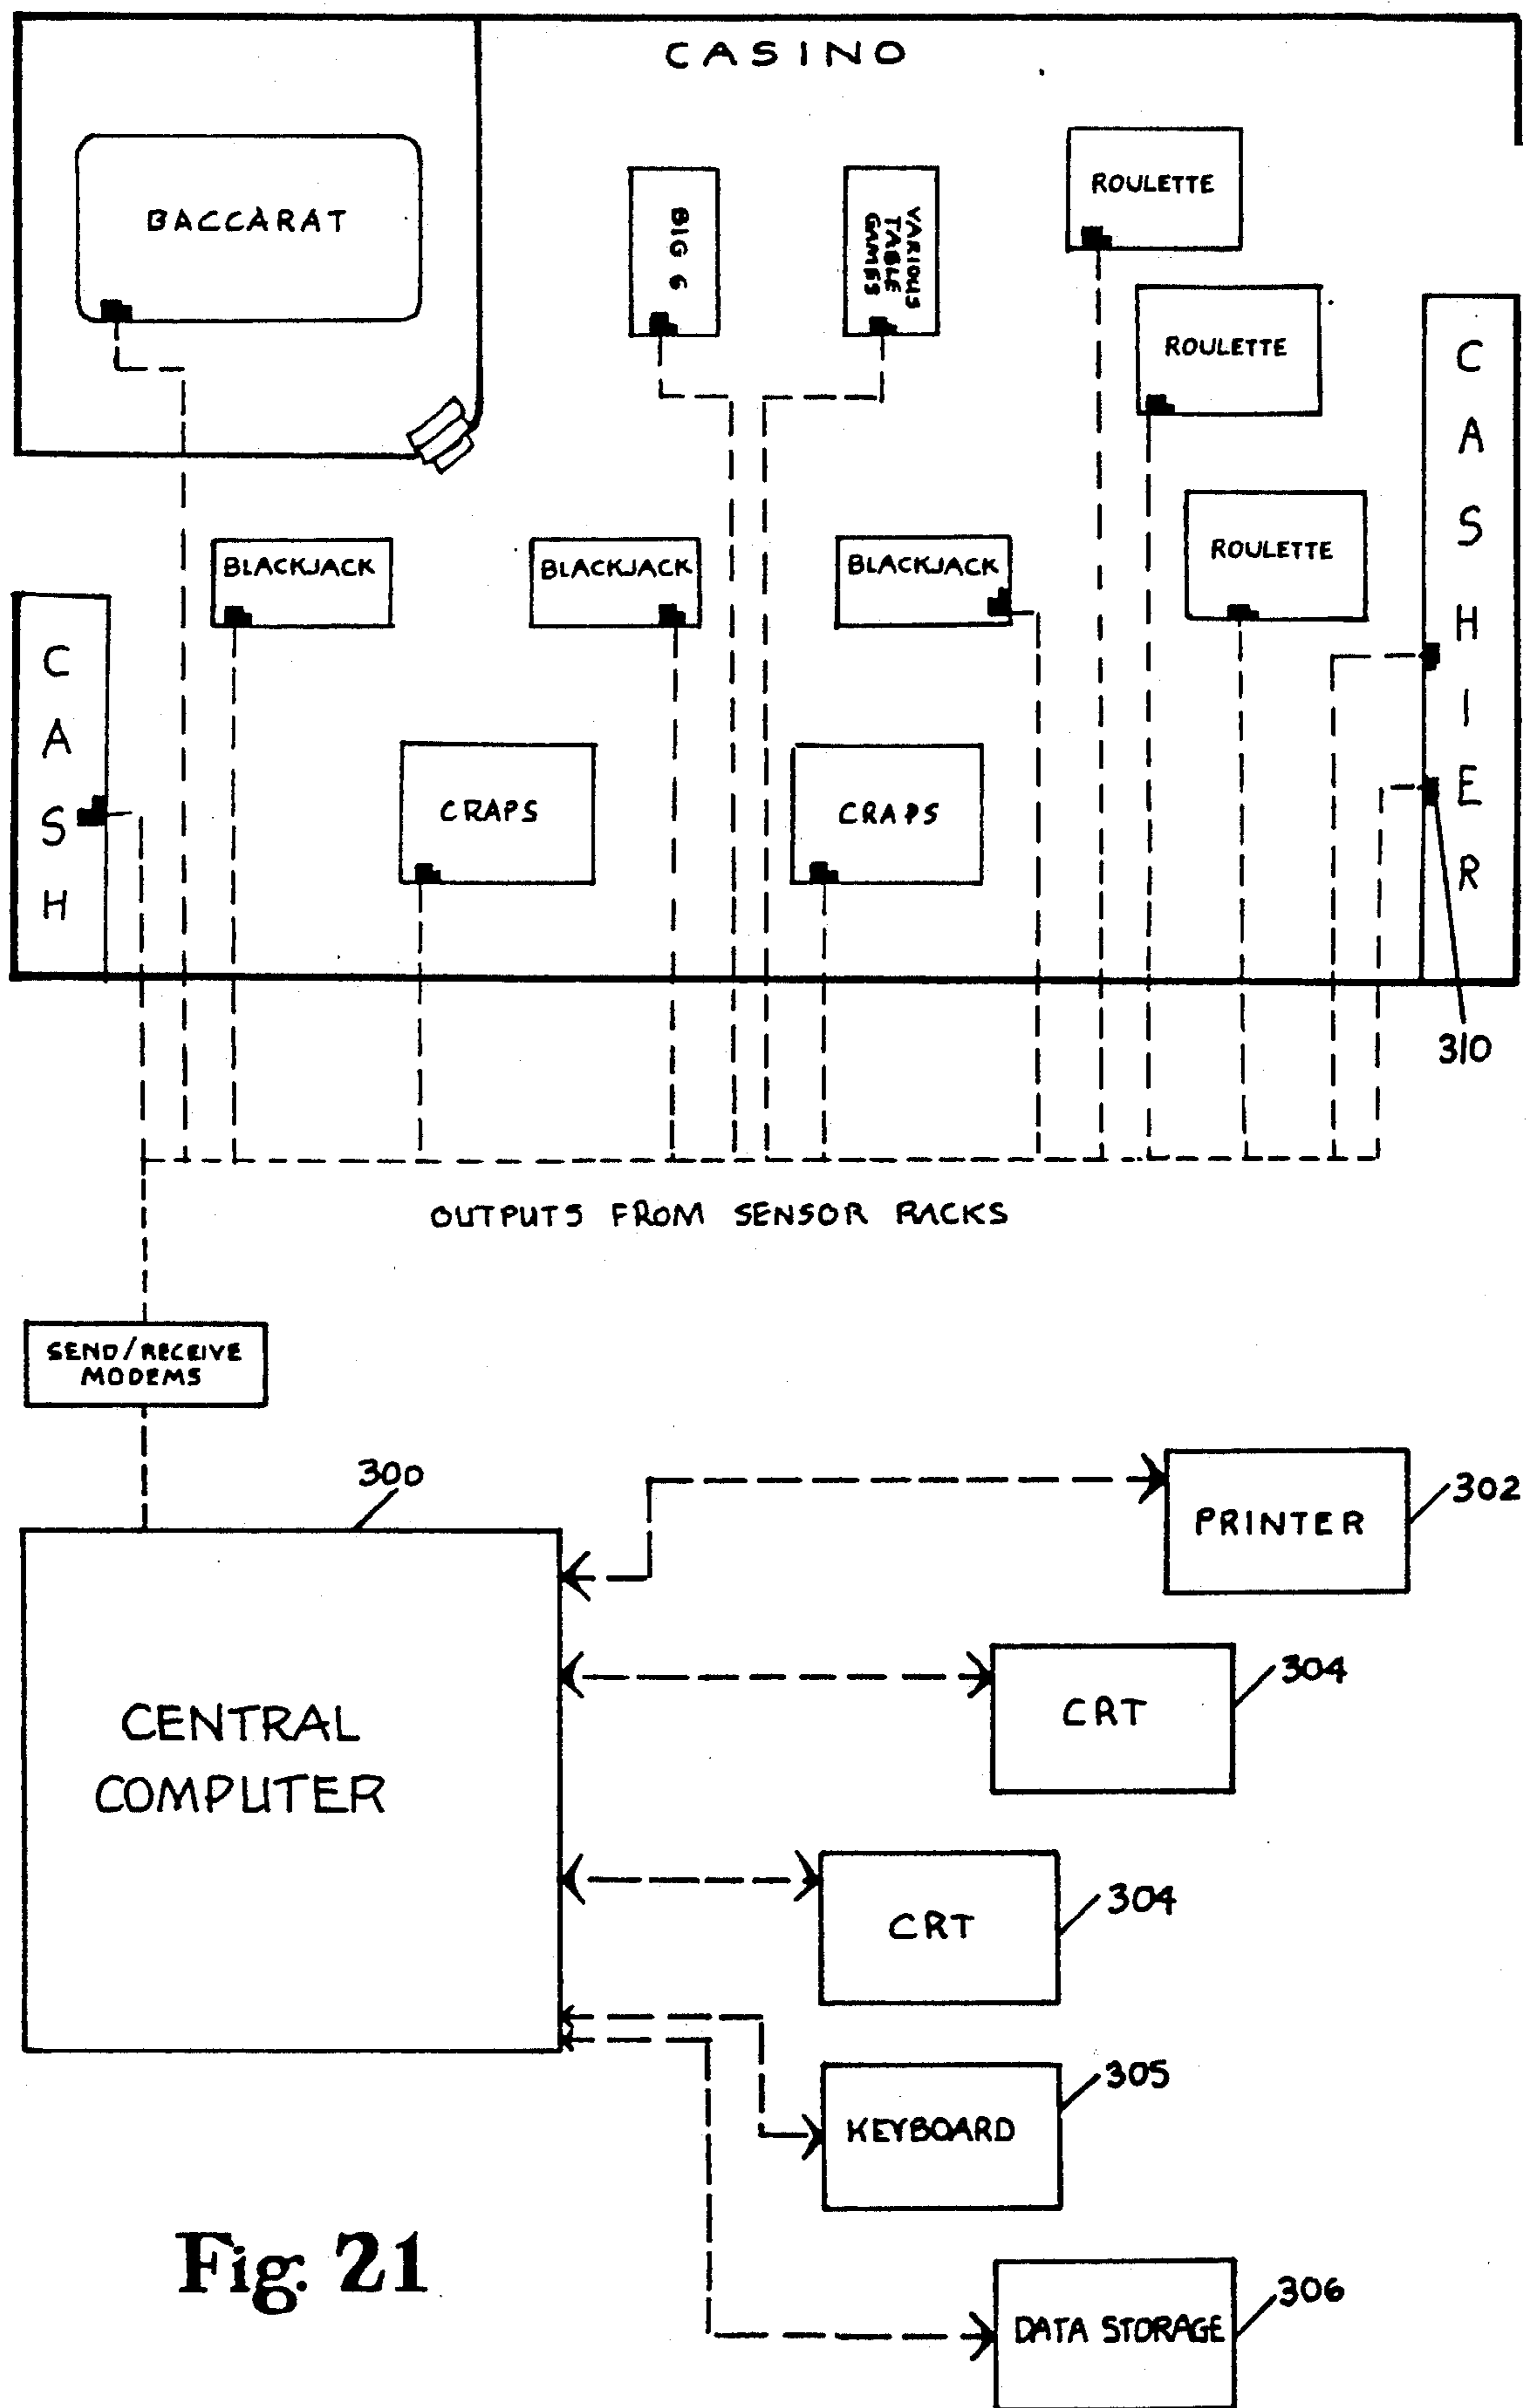 CASINO
BACCARAT
BIG 6
VARIOUS
TABLE
GAMES
ROULETTE
ROULETTE
ROULETTE
CASHIER
BLACKJACK
BLACKJACK
BLACKJACK
CASH
CRAPS
CRAPS
310
OUTPUTS FROM SENSOR RACKS
SEND/RECEIVE
MODEMS
300
CENTRAL
COMPUTER
PRINTER
302
CRT
304
CRT
304
KEYBOARD
305
DATA STORAGE
306
Fig. 21